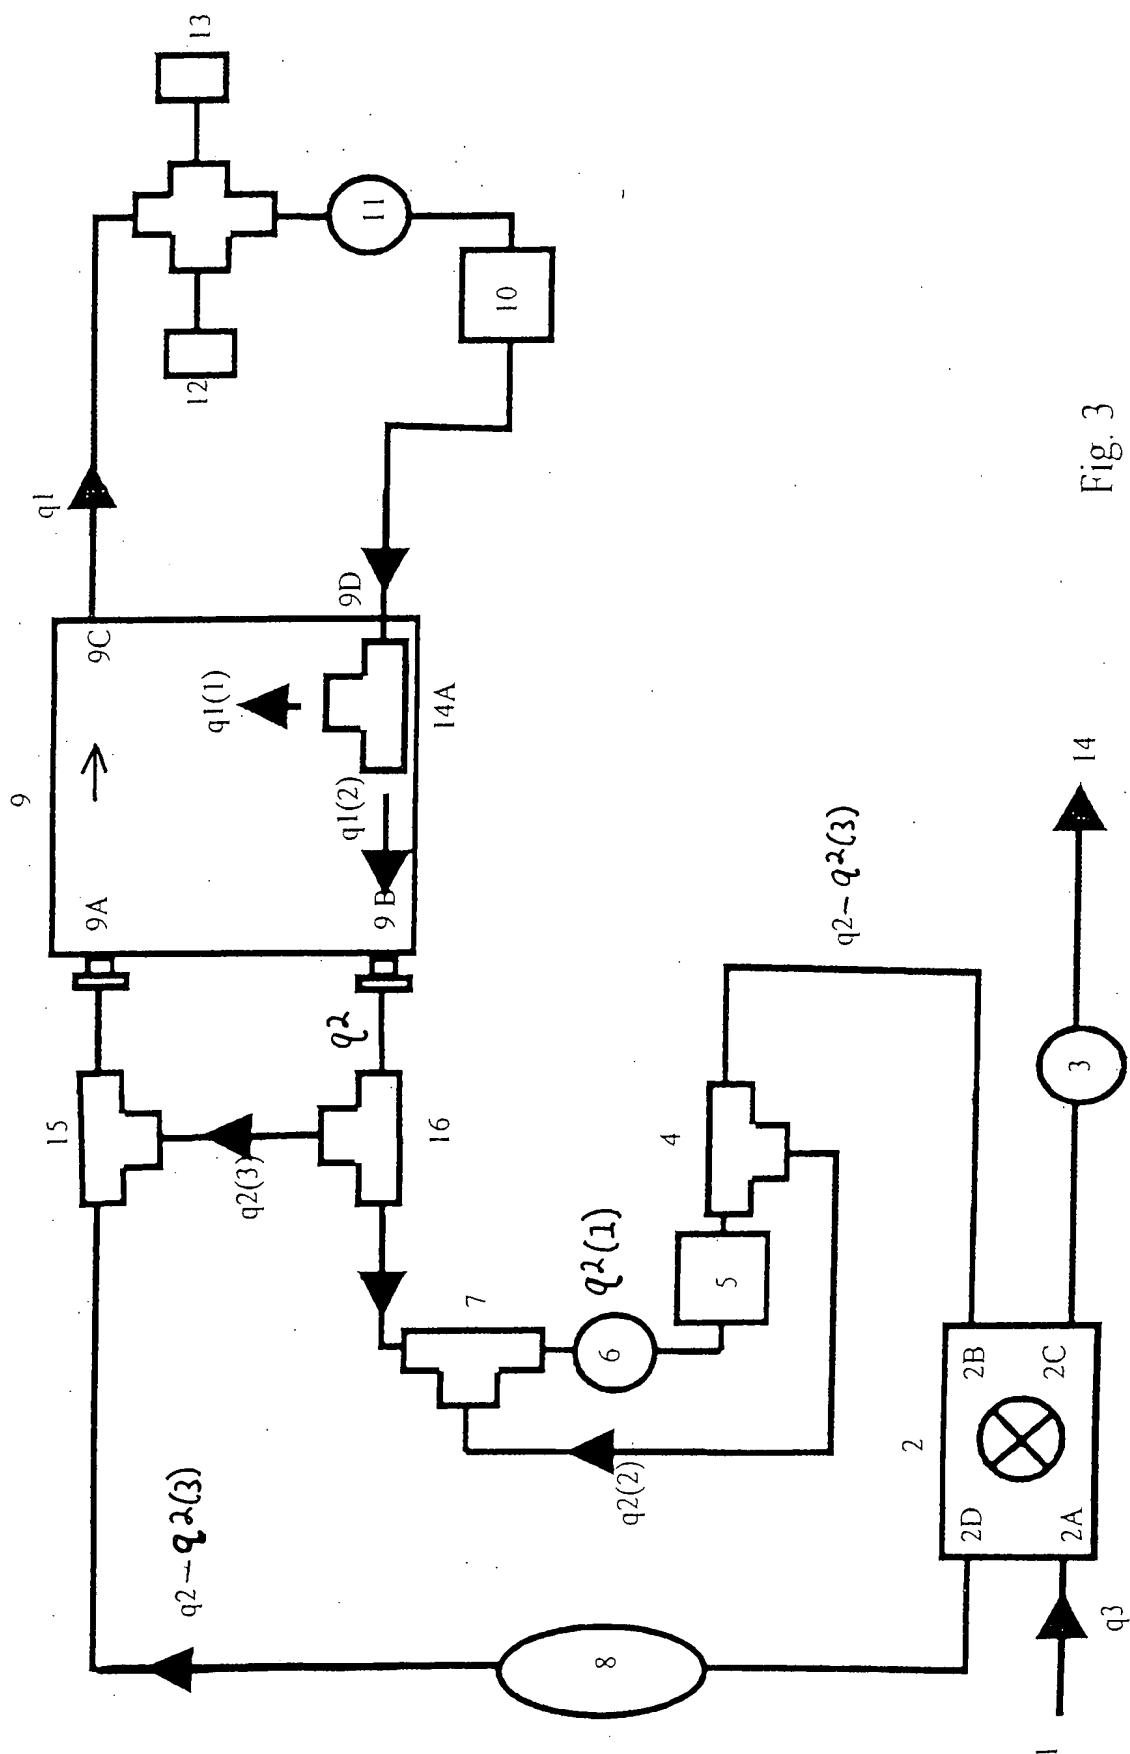 13
12
11
10
q1
9D
9C
q1(1)
14A
q1(2)
9
9A
9B
q2
15
16
q2(3)
4
14
q2-q2(3)
3
7
6
q2(1)
5
q2(2)
q2-q2(3)
8
2
2B
2C
2D
2A
q3
1
Fig. 3